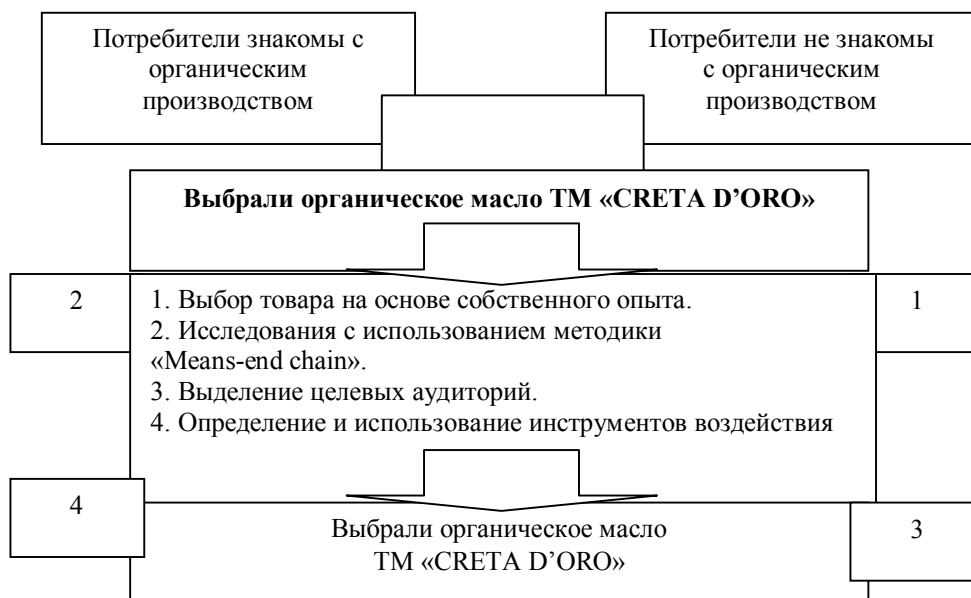 Потребители знакомы с
органическим
производством
Потребители не знакомы
с органическим
производством
Выбрали органическое масло ТМ «CRETA D’ORO»
2
1. Выбор товара на основе собственного опыта.
2. Исследования с использованием методики
«Means-end chain».
3. Выделение целевых аудиторий.
4. Определение и использование инструментов воздействия
1
4
Выбрали органическое масло
ТМ «CRETA D’ORO»
3